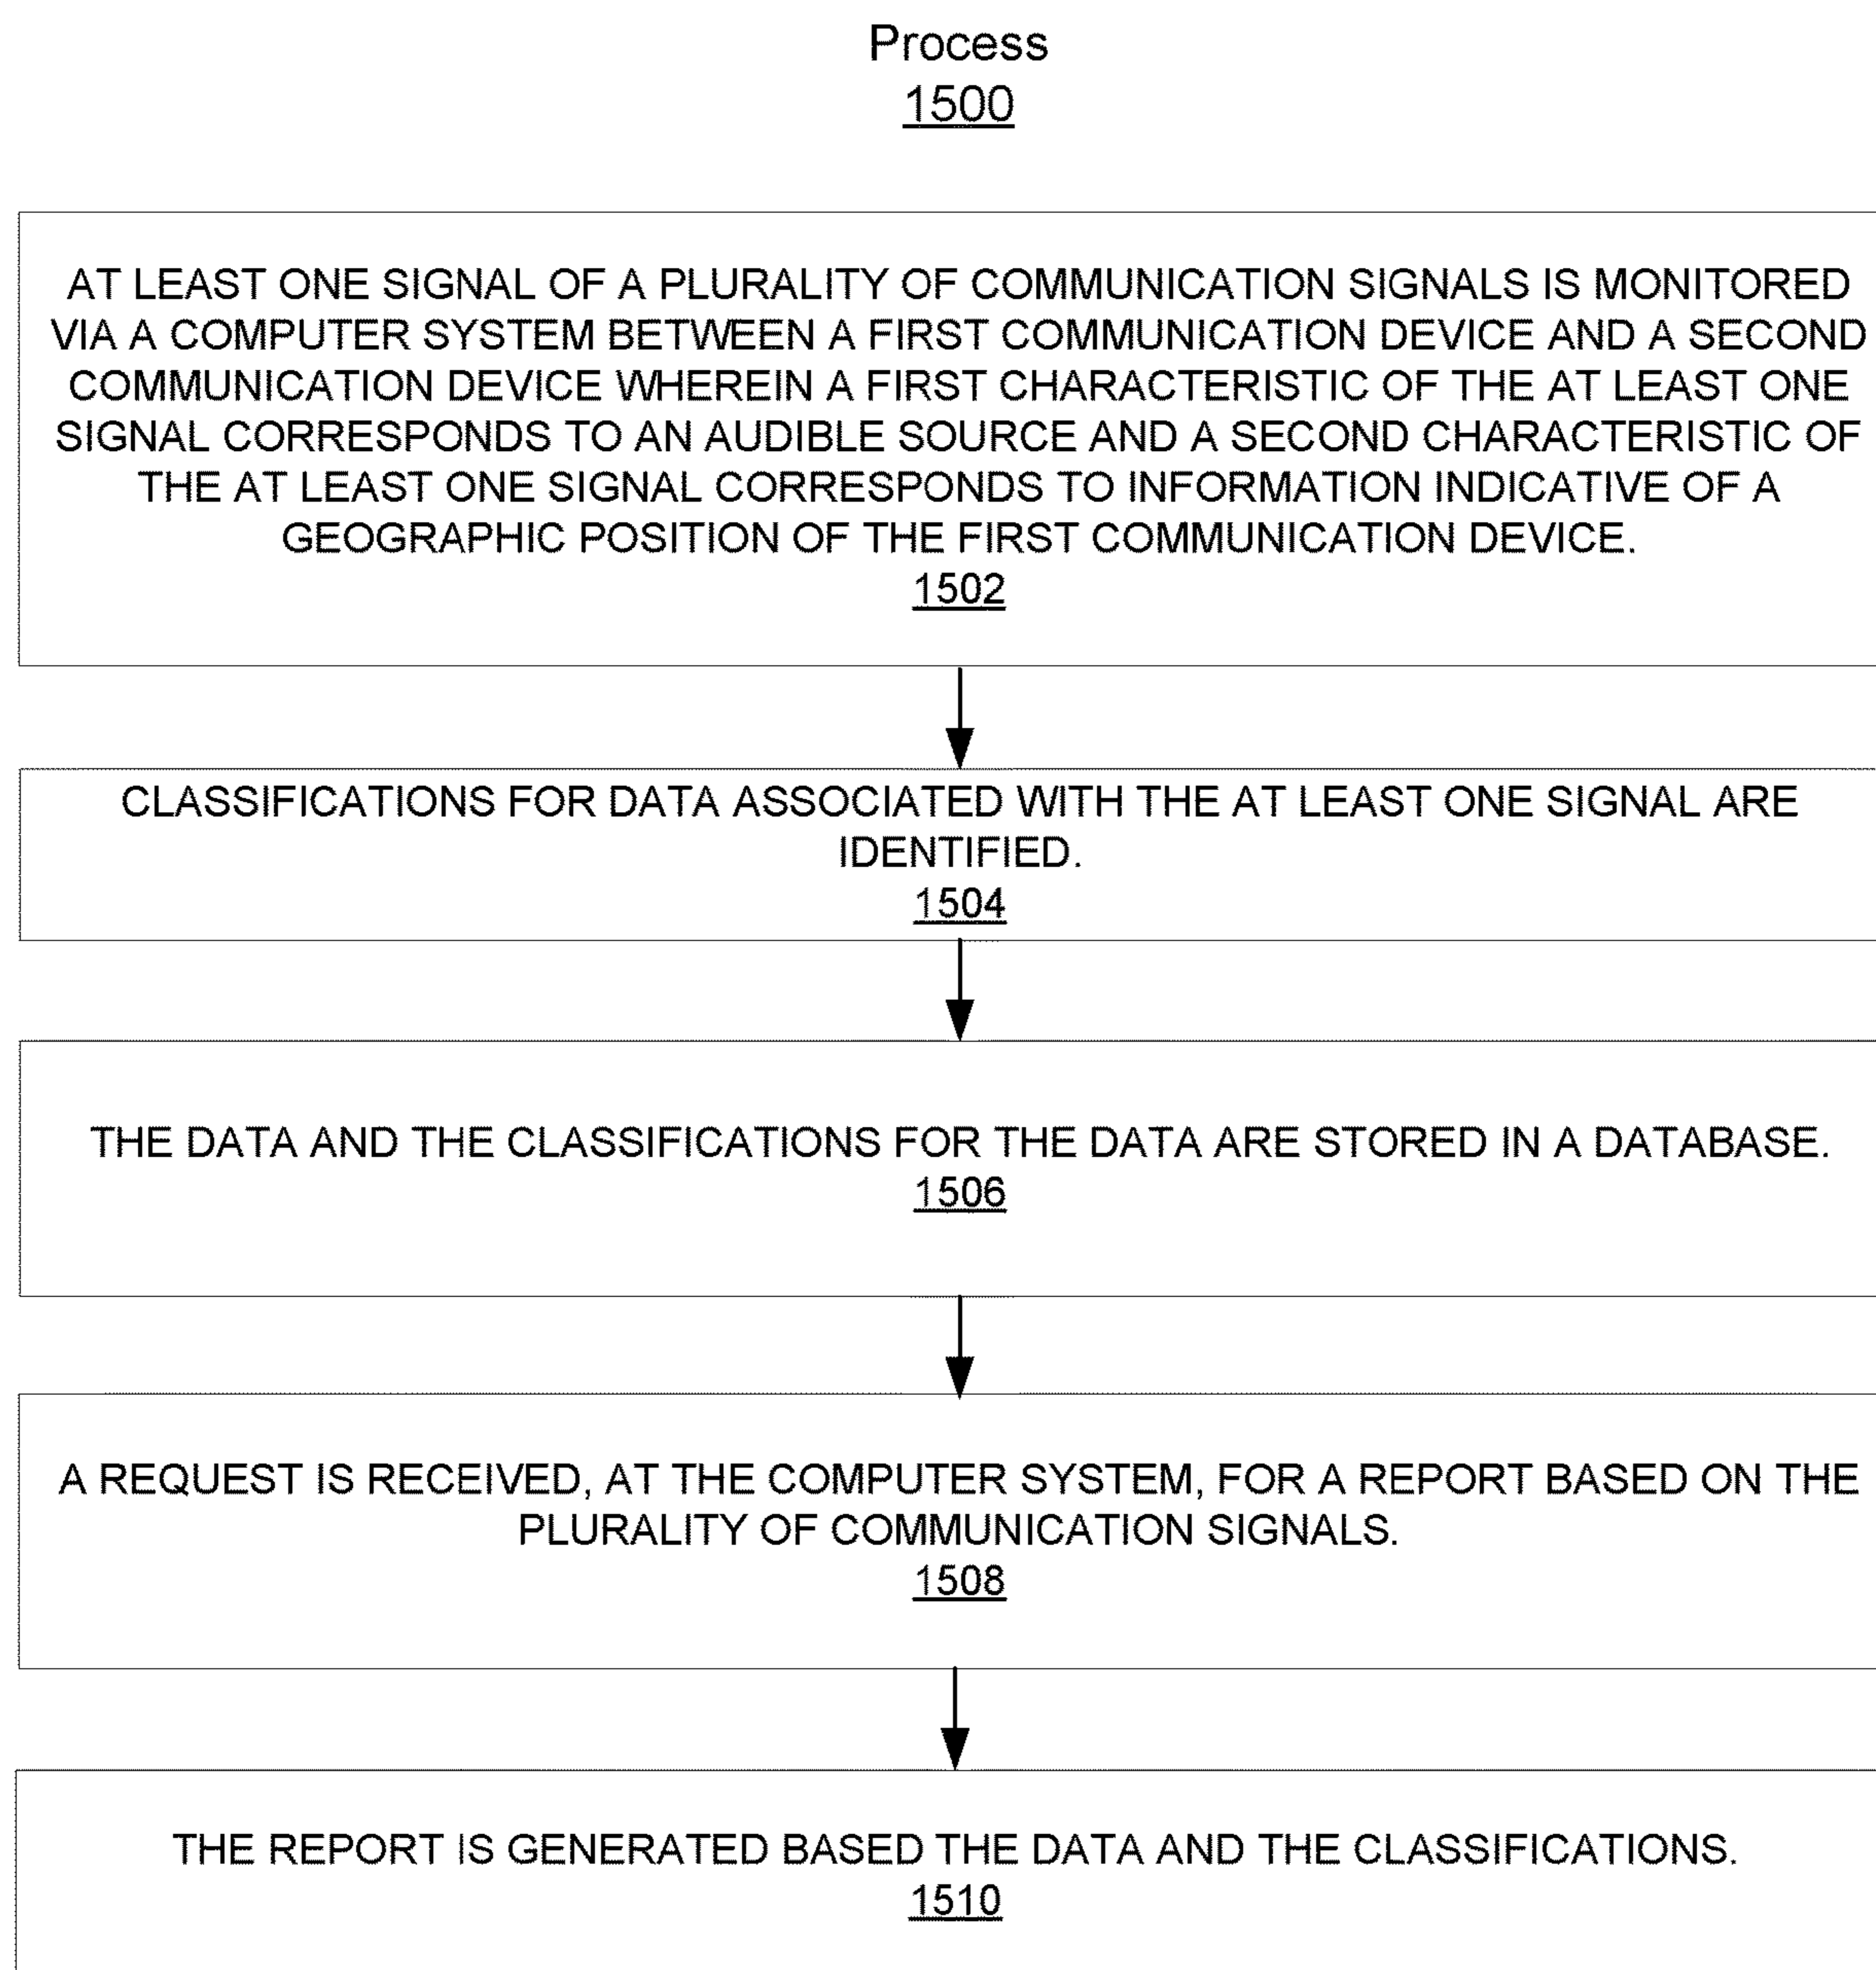 Process
1500
AT LEAST ONE SIGNAL OF A PLURALITY OF COMMUNICATION SIGNALS IS MONITORED
VIA A COMPUTER SYSTEM BETWEEN A FIRST COMMUNICATION DEVICE AND A SECOND
COMMUNICATION DEVICE WHEREIN A FIRST CHARACTERISTIC OF THE AT LEAST ONE
SIGNAL CORRESPONDS TO AN AUDIBLE SOURCE AND A SECOND CHARACTERISTIC OF
THE AT LEAST ONE SIGNAL CORRESPONDS TO INFORMATION INDICATIVE OF A
GEOGRAPHIC POSITION OF THE FIRST COMMUNICATION DEVICE.
1502
CLASSIFICATIONS FOR DATA ASSOCIATED WITH THE AT LEAST ONE SIGNAL ARE
IDENTIFIED.
1504
THE DATA AND THE CLASSIFICATIONS FOR THE DATA ARE STORED IN A DATABASE.
1506
A REQUEST IS RECEIVED, AT THE COMPUTER SYSTEM, FOR A REPORT BASED ON THE
PLURALITY OF COMMUNICATION SIGNALS.
1508
THE REPORT IS GENERATED BASED THE DATA AND THE CLASSIFICATIONS.
1510